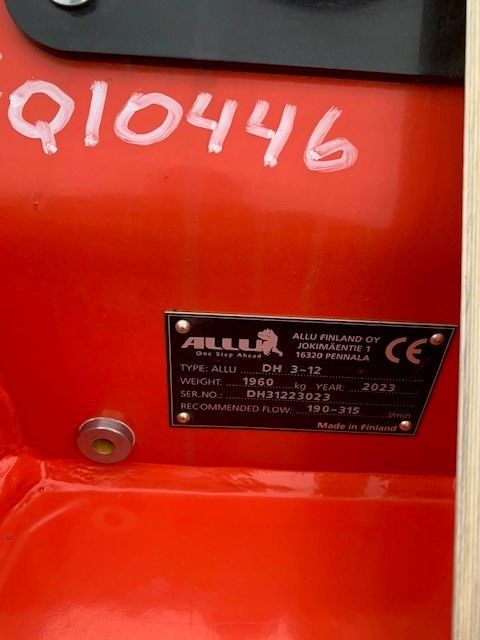 Q10446
ALLU
One Step Ahead
ALLU FINLAND OY
JOKIMÄENTIE 1
16320 PENNALA
CE
TYPE: ALLU DH 3-12
WEIGHT: 1960 kg YEAR: 2023
SER.NO.: DH31223023
RECOMMENDED FLOW: 190-315 l/min
Made in Finland